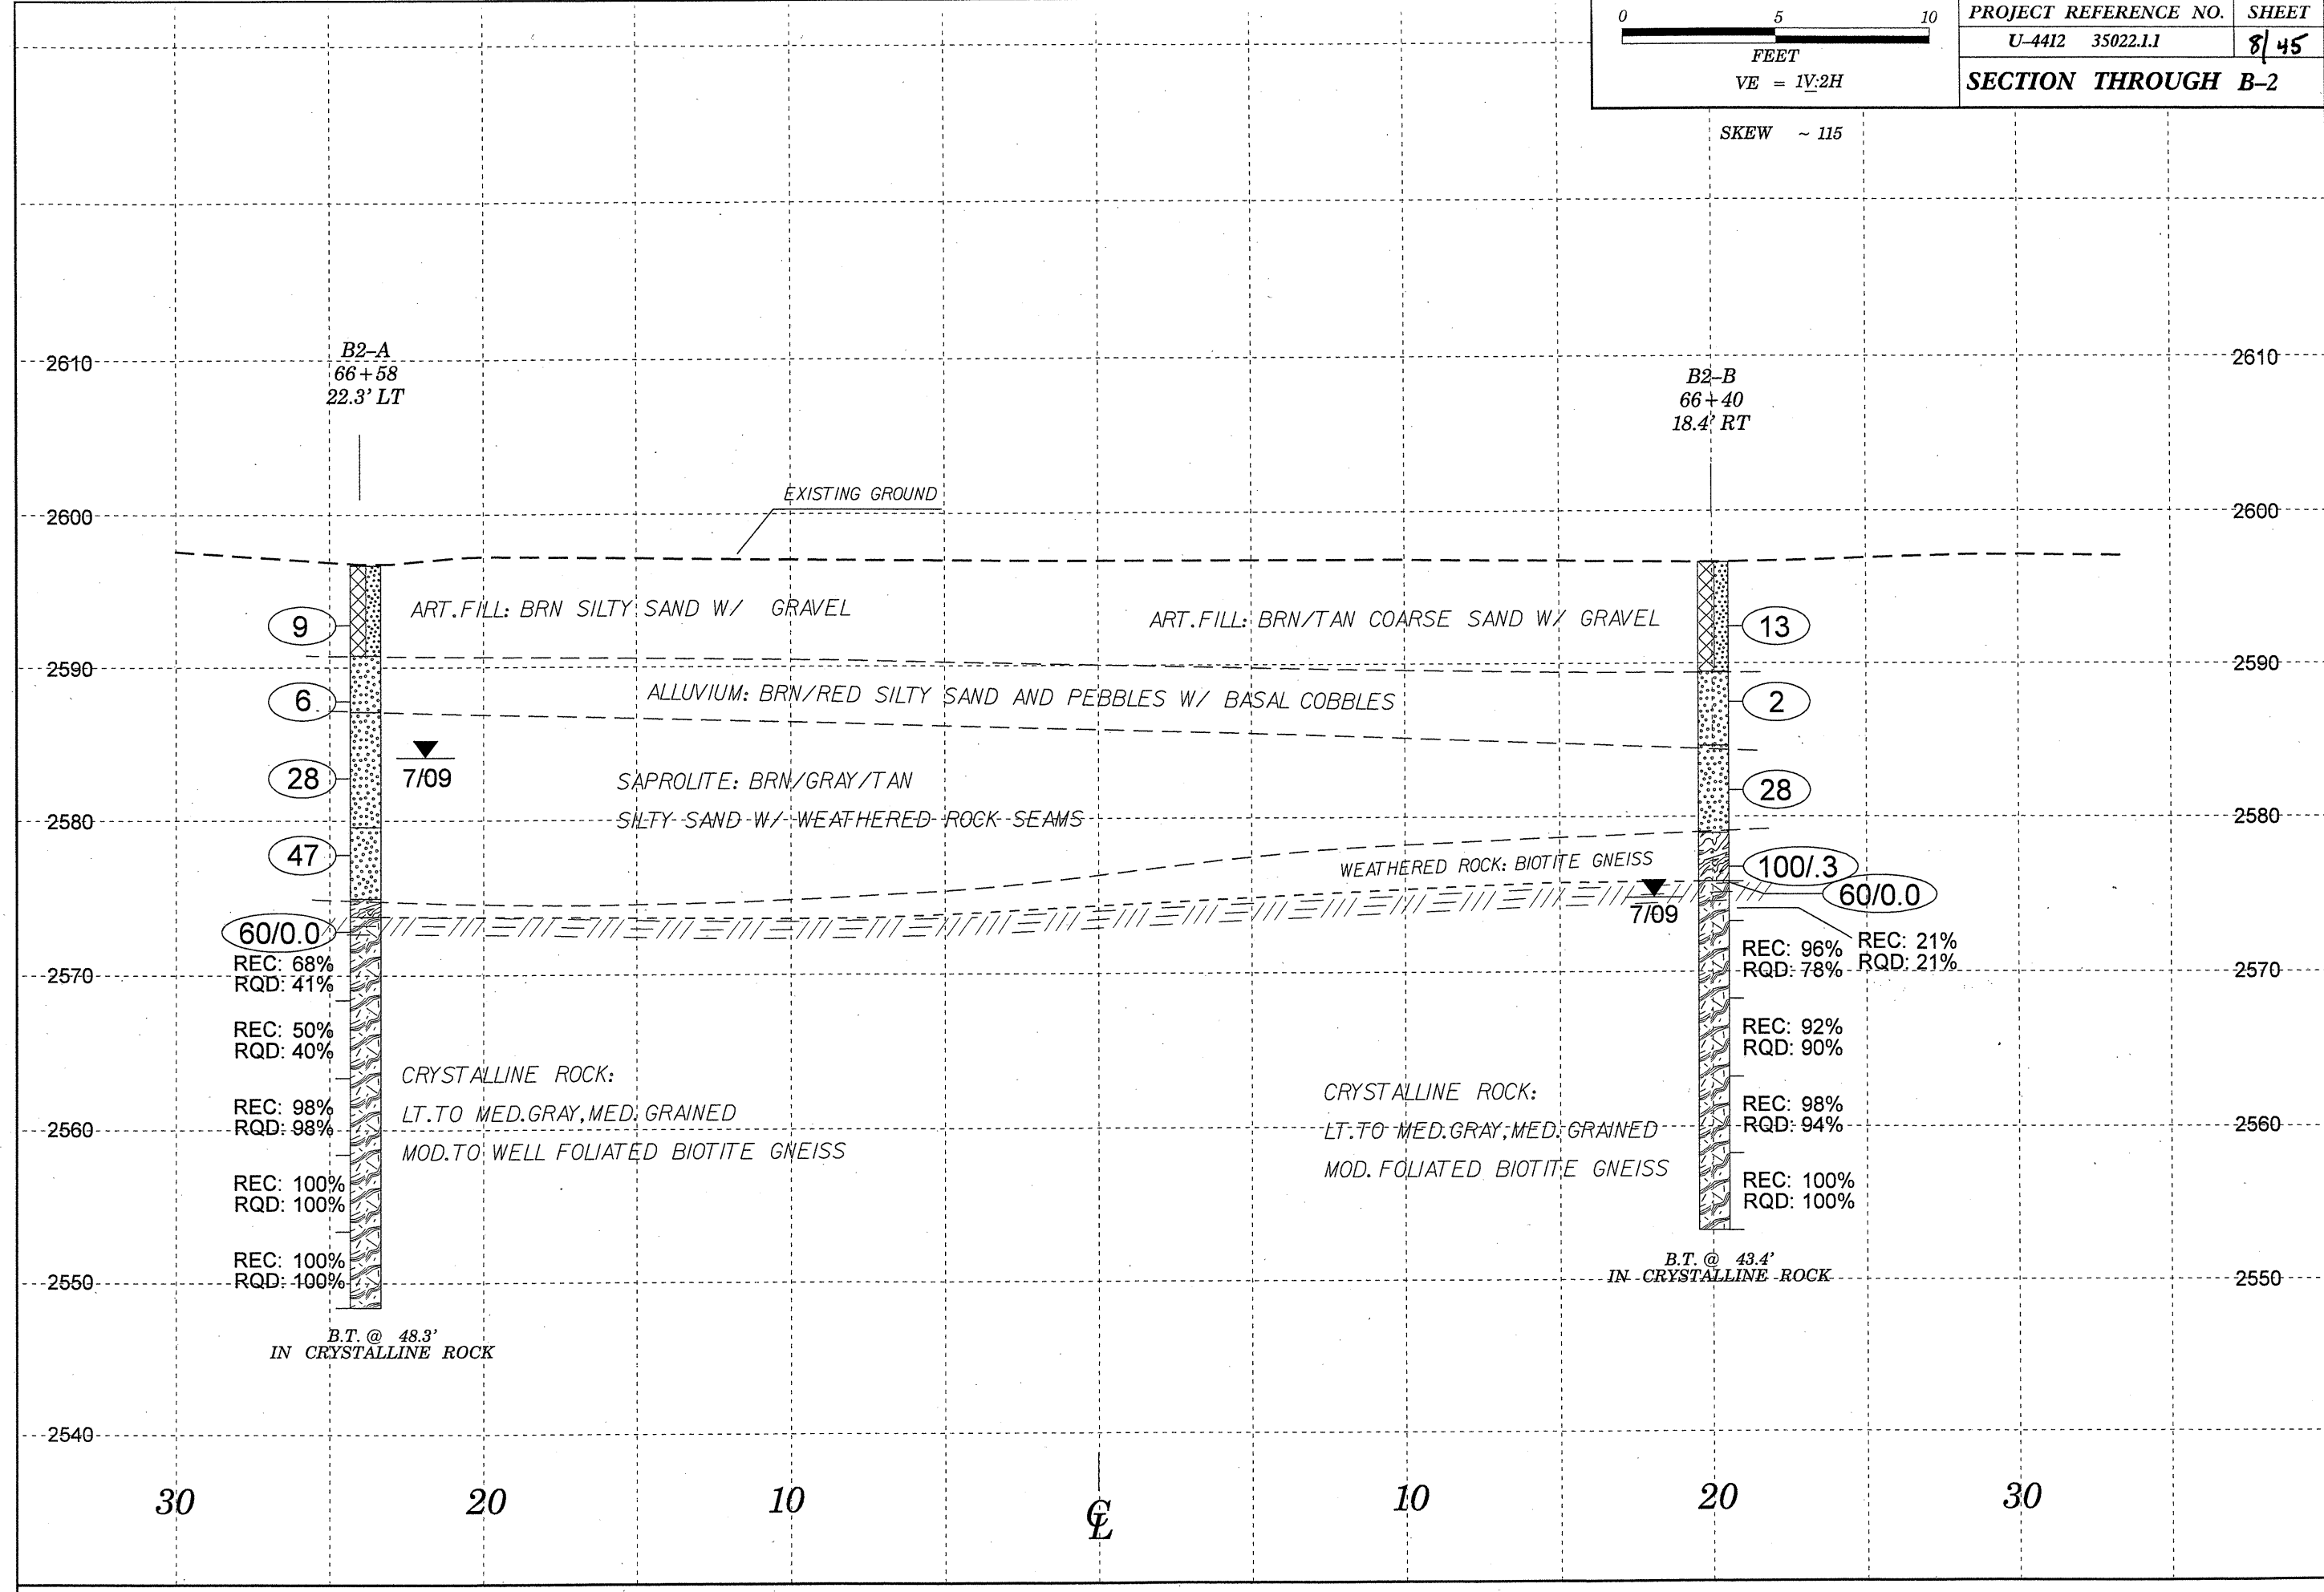 0 5 10
FEET
VE = 1V:2H
PROJECT REFERENCE NO. SHEET
U-4412 35022.1.1 8/45
SECTION THROUGH B-2
SKEW ~ 115
B2-A
66+58
22.3' LT
B2-B
66+40
18.4' RT
2610 2610
2600 2600
EXISTING GROUND
ART.FILL: BRN SILTY SAND W/ GRAVEL
ART.FILL: BRN/TAN COARSE SAND W/ GRAVEL
9 13
2590 2590
ALLUVIUM: BRN/RED SILTY SAND AND PEBBLES W/ BASAL COBBLES
6 2
7/09
28 28
SAPROLITE: BRN/GRAY/TAN
SILTY SAND W/ WEATHERED ROCK SEAMS
2580 2580
47
WEATHERED ROCK: BIOTITE GNEISS
100/.3
60/0.0
7/09
60/0.0
REC: 68%
RQD: 41%
REC: 96%
RQD: 78%
REC: 21%
RQD: 21%
2570 2570
REC: 50%
RQD: 40%
REC: 92%
RQD: 90%
CRYSTALLINE ROCK:
LT.TO MED.GRAY,MED. GRAINED
MOD.TO WELL FOLIATED BIOTITE GNEISS
CRYSTALLINE ROCK:
LT.TO MED.GRAY,MED. GRAINED
MOD. FOLIATED BIOTITE GNEISS
REC: 98%
RQD: 98%
REC: 98%
RQD: 94%
2560 2560
REC: 100%
RQD: 100%
REC: 100%
RQD: 100%
REC: 100%
RQD: 100%
2550 2550
B.T. @ 43.4'
IN CRYSTALLINE ROCK
B.T. @ 48.3'
IN CRYSTALLINE ROCK
2540
30 20 10 ℄ 10 20 30